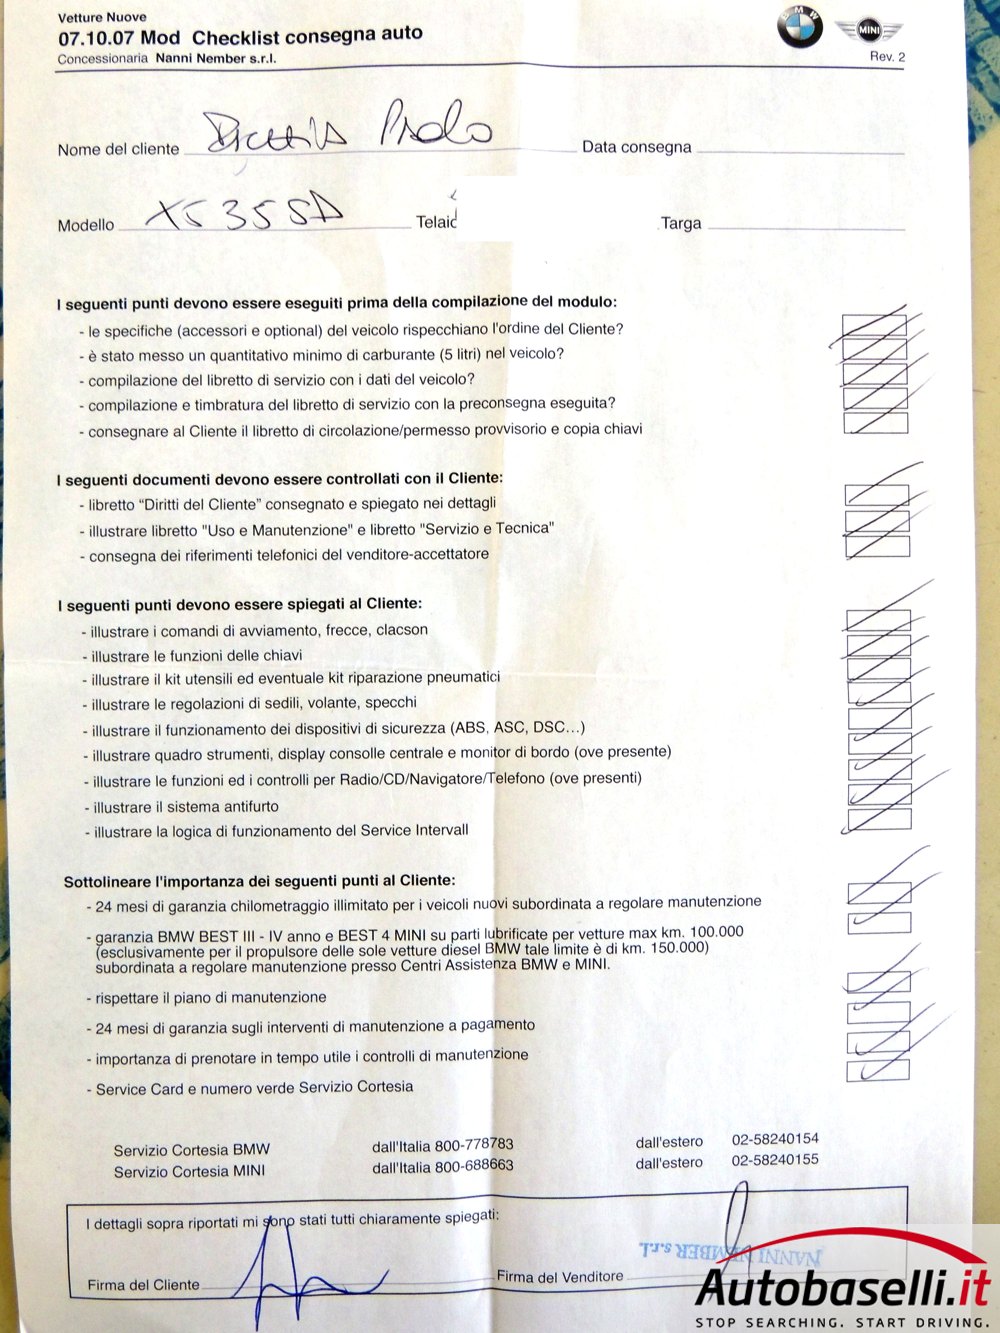 Vetture Nuove
07.10.07 Mod Checklist consegna auto
Concessionaria Nanni Nember s.r.l.
BMW
MINI
Rev. 2
Nome del cliente Paolo Data consegna
Modello X5 35 SD Telaio Targa
I seguenti punti devono essere eseguiti prima della compilazione del modulo:
- le specifiche (accessori e optional) del veicolo rispecchiano l'ordine del Cliente?
- è stato messo un quantitativo minimo di carburante (5 litri) nel veicolo?
- compilazione del libretto di servizio con i dati del veicolo?
- compilazione e timbratura del libretto di servizio con la preconsegna eseguita?
- consegnare al Cliente il libretto di circolazione/permesso provvisorio e copia chiavi
I seguenti documenti devono essere controllati con il Cliente:
- libretto “Diritti del Cliente” consegnato e spiegato nei dettagli
- illustrare libretto "Uso e Manutenzione" e libretto "Servizio e Tecnica"
- consegna dei riferimenti telefonici del venditore-accettatore
I seguenti punti devono essere spiegati al Cliente:
- illustrare i comandi di avviamento, frecce, clacson
- illustrare le funzioni delle chiavi
- illustrare il kit utensili ed eventuale kit riparazione pneumatici
- illustrare le regolazioni di sedili, volante, specchi
- illustrare il funzionamento dei dispositivi di sicurezza (ABS, ASC, DSC...)
- illustrare quadro strumenti, display consolle centrale e monitor di bordo (ove presente)
- illustrare le funzioni ed i controlli per Radio/CD/Navigatore/Telefono (ove presenti)
- illustrare il sistema antifurto
- illustrare la logica di funzionamento del Service Intervall
Sottolineare l'importanza dei seguenti punti al Cliente:
- 24 mesi di garanzia chilometraggio illimitato per i veicoli nuovi subordinata a regolare manutenzione
- garanzia BMW BEST III - IV anno e BEST 4 MINI su parti lubrificate per vetture max km. 100.000
(esclusivamente per il propulsore delle sole vetture diesel BMW tale limite è di km. 150.000)
subordinata a regolare manutenzione presso Centri Assistenza BMW e MINI.
- rispettare il piano di manutenzione
- 24 mesi di garanzia sugli interventi di manutenzione a pagamento
- importanza di prenotare in tempo utile i controlli di manutenzione
- Service Card e numero verde Servizio Cortesia
Servizio Cortesia BMW dall'Italia 800-778783 dall'estero 02-58240154
Servizio Cortesia MINI dall'Italia 800-688663 dall'estero 02-58240155
I dettagli sopra riportati mi sono stati tutti chiaramente spiegati:
NANNI NEMBER s.r.l.
Firma del Cliente Firma del Venditore
Autobaselli.it
STOP SEARCHING. START DRIVING.